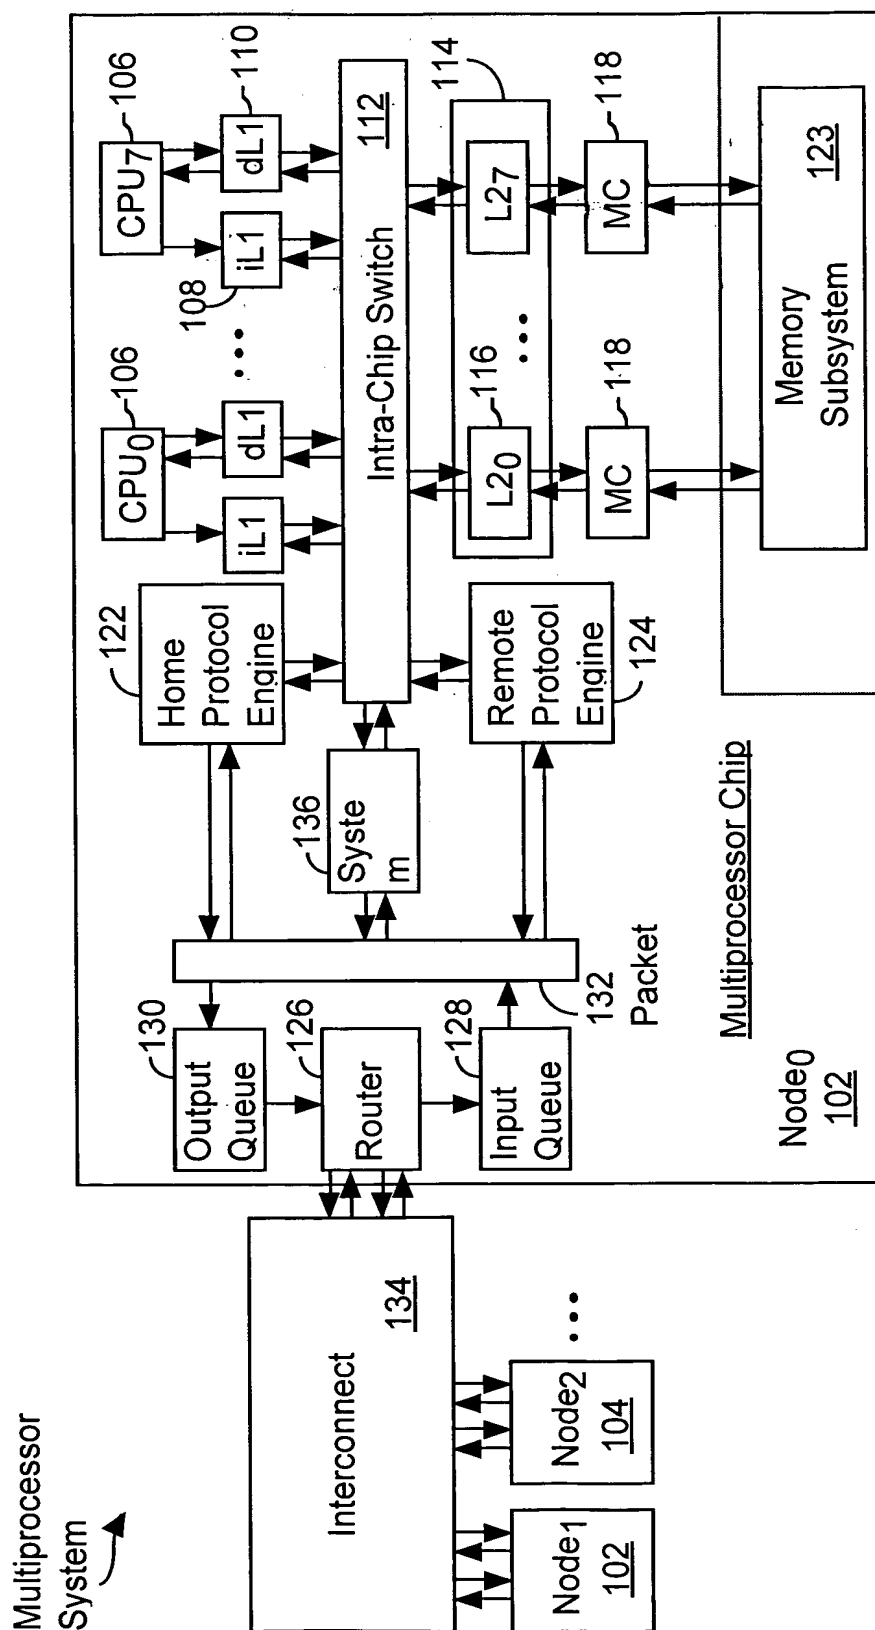 Multiprocessor
System
Interconnect
134
Node1
102
Node2
104
...
Node0
102
Multiprocessor Chip
Output
Queue
130
Router
126
Input
Queue
128
132
Packet
Syste
m
136
Home
Protocol
Engine
122
Remote
Protocol
Engine
124
Intra-Chip Switch
112
CPU0
106
iL1
dL1
...
CPU7
106
iL1
108
dL1
110
114
L20
116
...
L27
MC
118
MC
118
Memory
Subsystem
123